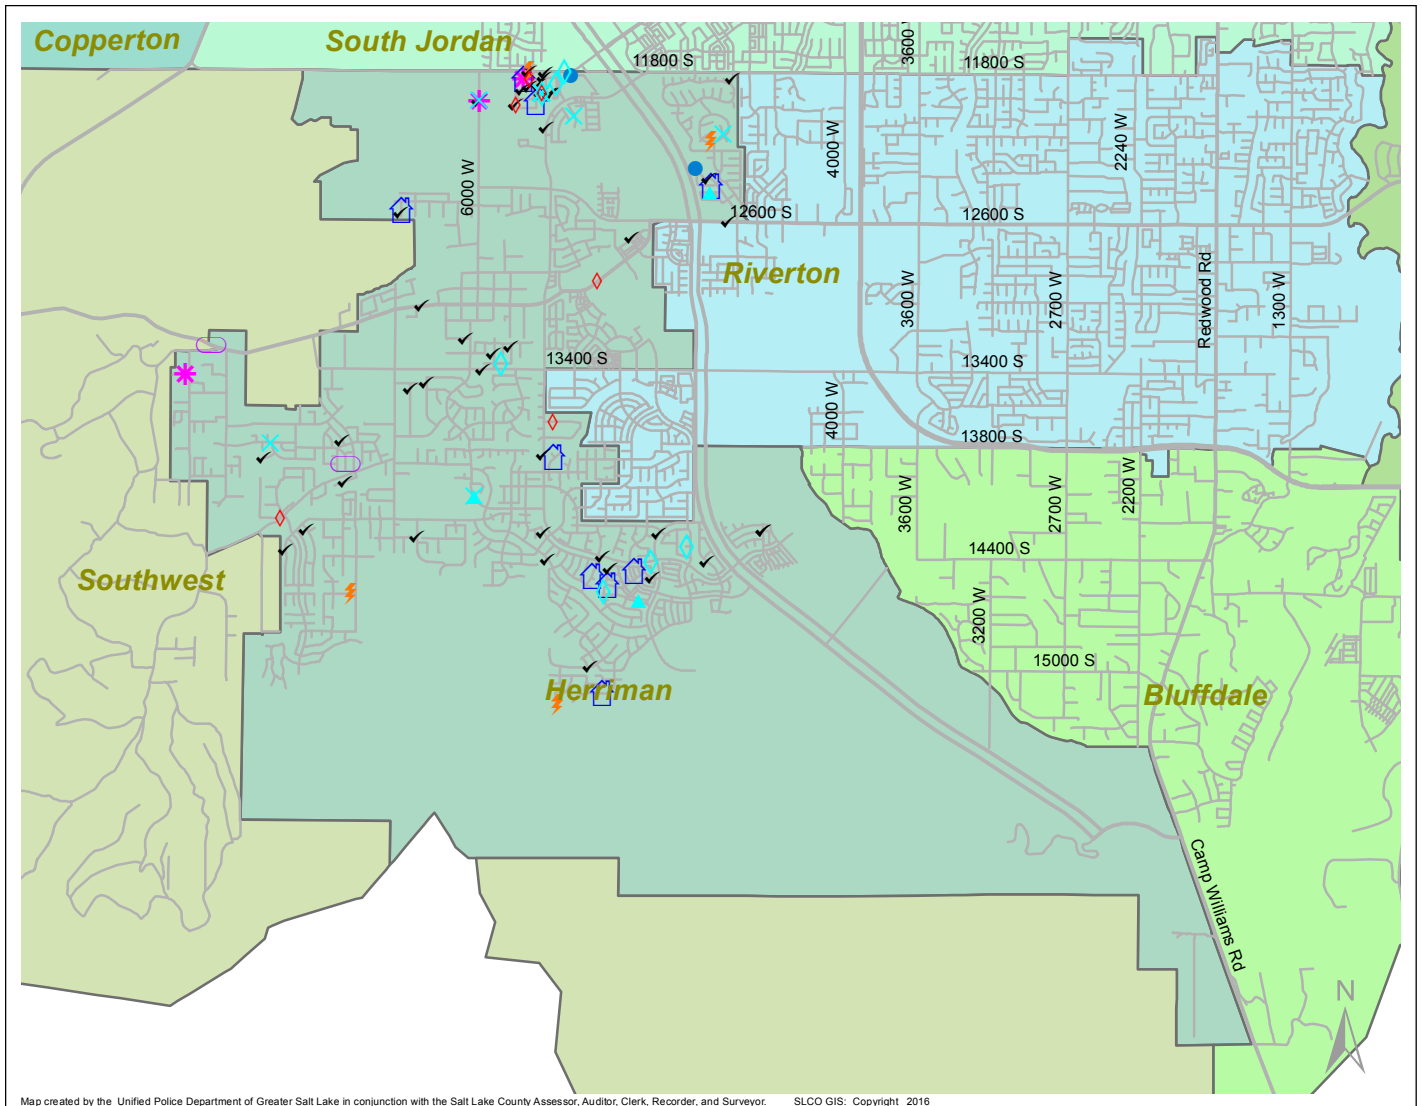 Copperton
South Jordan
3600 W
11800 S
11800 S
4000 W
2240 W
6000 W
12600 S
12600 S
Riverton
3600 W
2700 W
Redwood Rd
1300 W
13400 S
13400 S
4000 W
13800 S
3600 W
2700 W
2200 W
14400 S
Southwest
3200 W
15000 S
Herriman
Bluffdale
Camp Williams Rd
N
Map created by the Unified Police Department of Greater Salt Lake in conjunction with the Salt Lake County Assessor, Auditor, Clerk, Recorder, and Surveyor. SLCO GIS: Copyright 2016